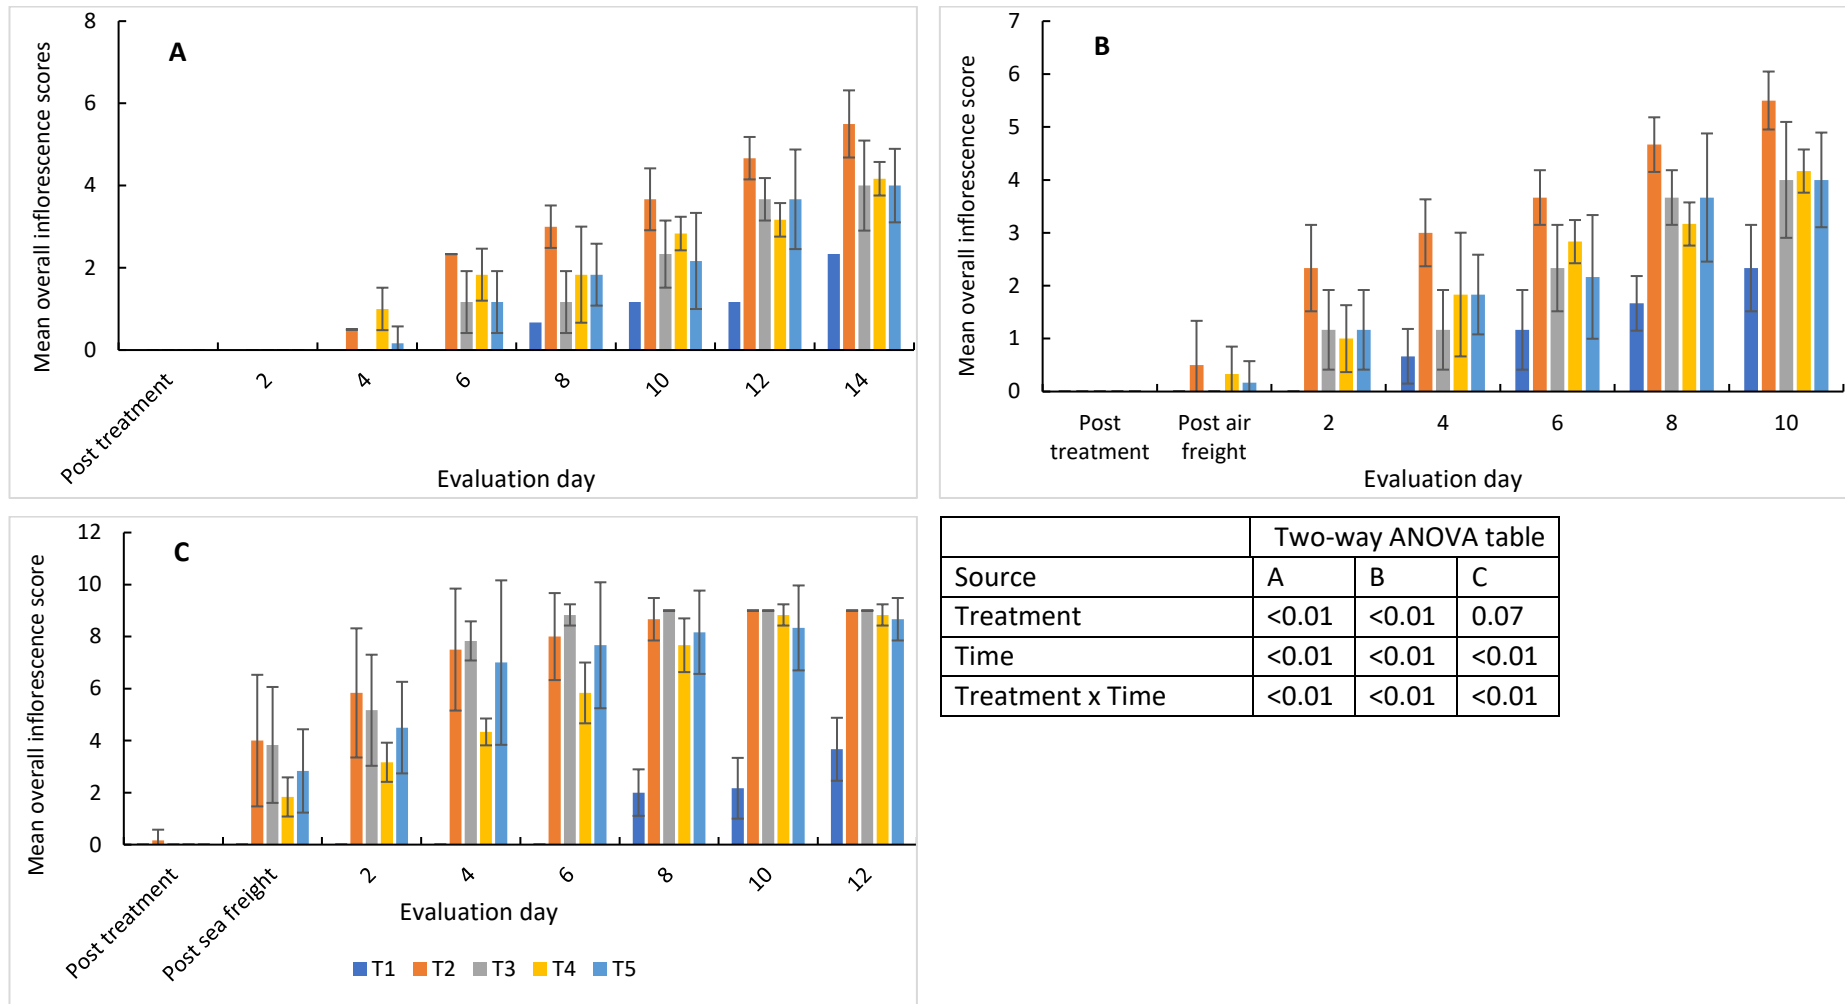 A
Mean overall inflorescence scores
8
6
4
2
0
Post treatment
2
4
6
8
10
12
14
Evaluation day
B
Mean overall inflorescence score
7
6
5
4
3
2
1
0
Post
treatment
Post air
freight
2
4
6
8
10
Evaluation day
C
Mean overall inflorescence score
12
10
8
6
4
2
0
Post treatment
Post sea freight
2
4
6
8
10
12
Evaluation day
T1 T2 T3 T4 T5
Two-way ANOVA table
Source A B C
Treatment <0.01 <0.01 0.07
Time <0.01 <0.01 <0.01
Treatment x Time <0.01 <0.01 <0.01